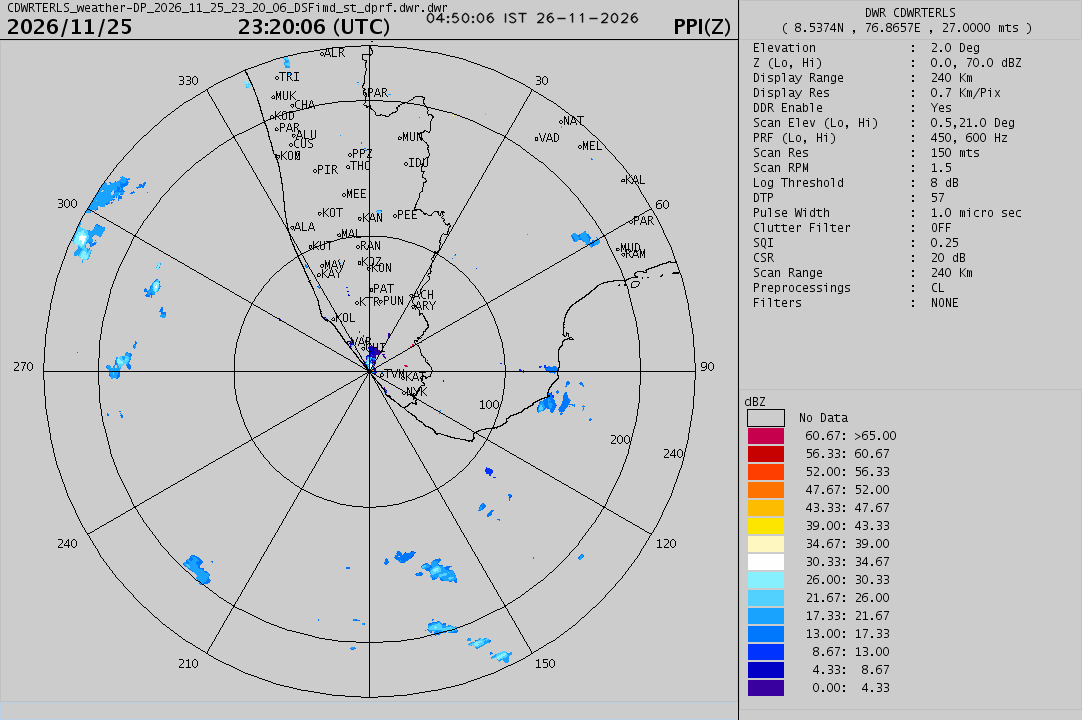 CDWRTERLS_weather-DP_2026_11_25_23_20_06_DSFimd_st_dprf.dwr.dwr
04:50:06 IST 26-11-2026
2026/11/25 23:20:06 (UTC) PPI(Z)
DWR CDWRTERLS
( 8.5374N , 76.8657E , 27.0000 mts )
Elevation : 2.0 Deg
Z (Lo, Hi) : 0.0, 70.0 dBZ
Display Range : 240 Km
Display Res : 0.7 Km/Pix
DDR Enable : Yes
Scan Elev (Lo, Hi) : 0.5,21.0 Deg
PRF (Lo, Hi) : 450, 600 Hz
Scan Res : 150 mts
Scan RPM : 1.5
Log Threshold : 8 dB
DTP : 57
Pulse Width : 1.0 micro sec
Clutter Filter : OFF
SQI : 0.25
CSR : 20 dB
Scan Range : 240 Km
Preprocessings : CL
Filters : NONE
dBZ
No Data
60.67: >65.00
56.33: 60.67
52.00: 56.33
47.67: 52.00
43.33: 47.67
39.00: 43.33
34.67: 39.00
30.33: 34.67
26.00: 30.33
21.67: 26.00
17.33: 21.67
13.00: 17.33
8.67: 13.00
4.33: 8.67
0.00: 4.33
ALR
330 TRI 30
PAR
MUK
CHA
KOD NAT
PAR
ALU MUN VAD
CUS MEL
PPZ
THO IDU
PIR KAL
MEE
300 60
KOT KAN PEE
PAR
ALA MAL
KUT RAN MUD
RAM
MAV KOZ
KAY KON
PAT
KTR PUN ACH
ARY
KOL
VAR
270 TVM KAT 90
NYK
100
200
240
240 120
210 150